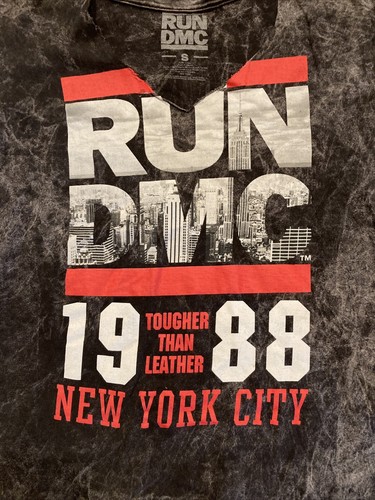 RUN
DMC
S
RUN
DMC
TM
19 TOUGHER THAN LEATHER 88
NEW YORK CITY